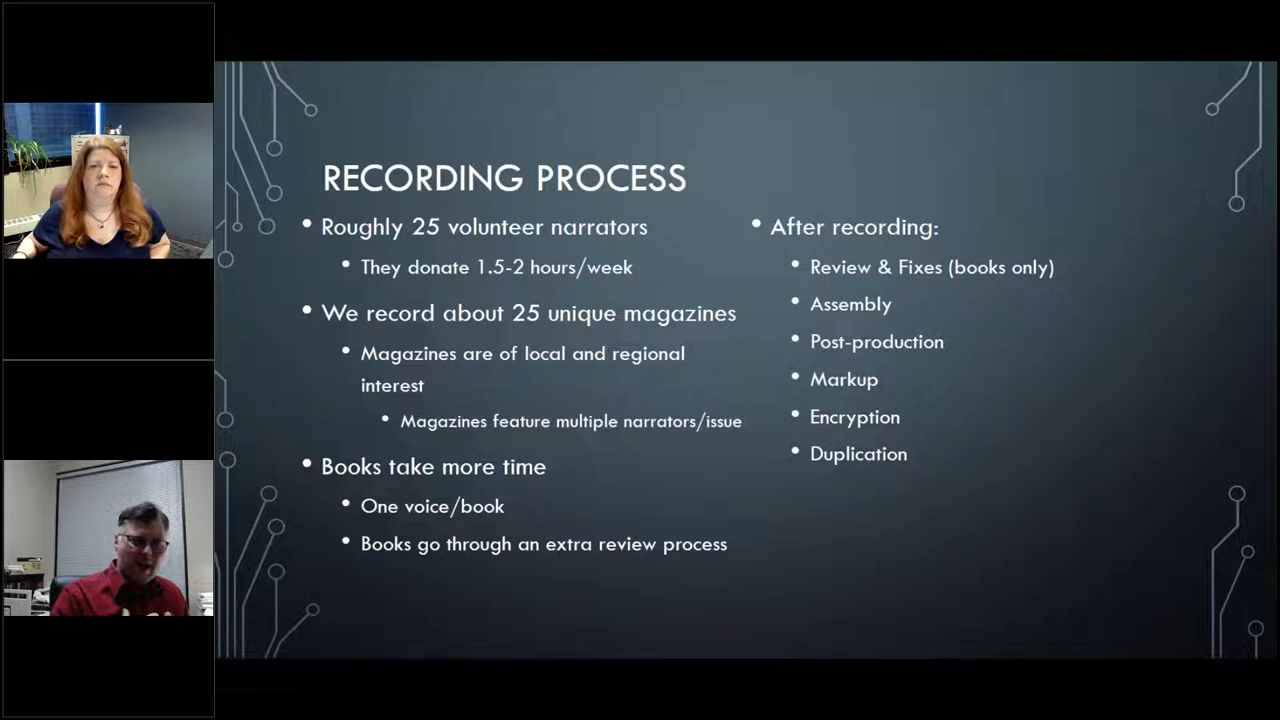 RECORDING PROCESS
• Roughly 25 volunteer narrators
• They donate 1.5-2 hours/week
• We record about 25 unique magazines
• Magazines are of local and regional
interest
• Magazines feature multiple narrators/issue
• Books take more time
• One voice/book
• Books go through an extra review process
• After recording:
• Review & Fixes (books only)
• Assembly
• Post-production
• Markup
• Encryption
• Duplication